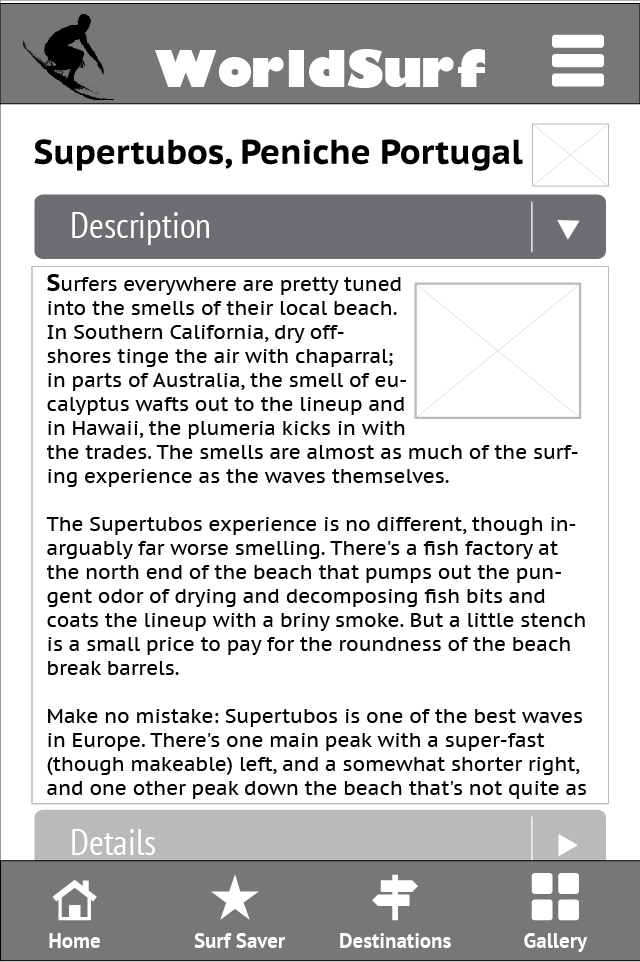 WorldSurf
Supertubos, Peniche Portugal
Description
Surfers everywhere are pretty tuned
into the smells of their local beach.
In Southern California, dry off-
shores tinge the air with chaparral;
in parts of Australia, the smell of eu-
calyptus wafts out to the lineup and
in Hawaii, the plumeria kicks in with
the trades. The smells are almost as much of the surf-
ing experience as the waves themselves.
The Supertubos experience is no different, though in-
arguably far worse smelling. There's a fish factory at
the north end of the beach that pumps out the pun-
gent odor of drying and decomposing fish bits and
coats the lineup with a briny smoke. But a little stench
is a small price to pay for the roundness of the beach
break barrels.
Make no mistake: Supertubos is one of the best waves
in Europe. There's one main peak with a super-fast
(though makeable) left, and a somewhat shorter right,
and one other peak down the beach that's not quite as
Details
Home
Surf Saver
Destinations
Gallery